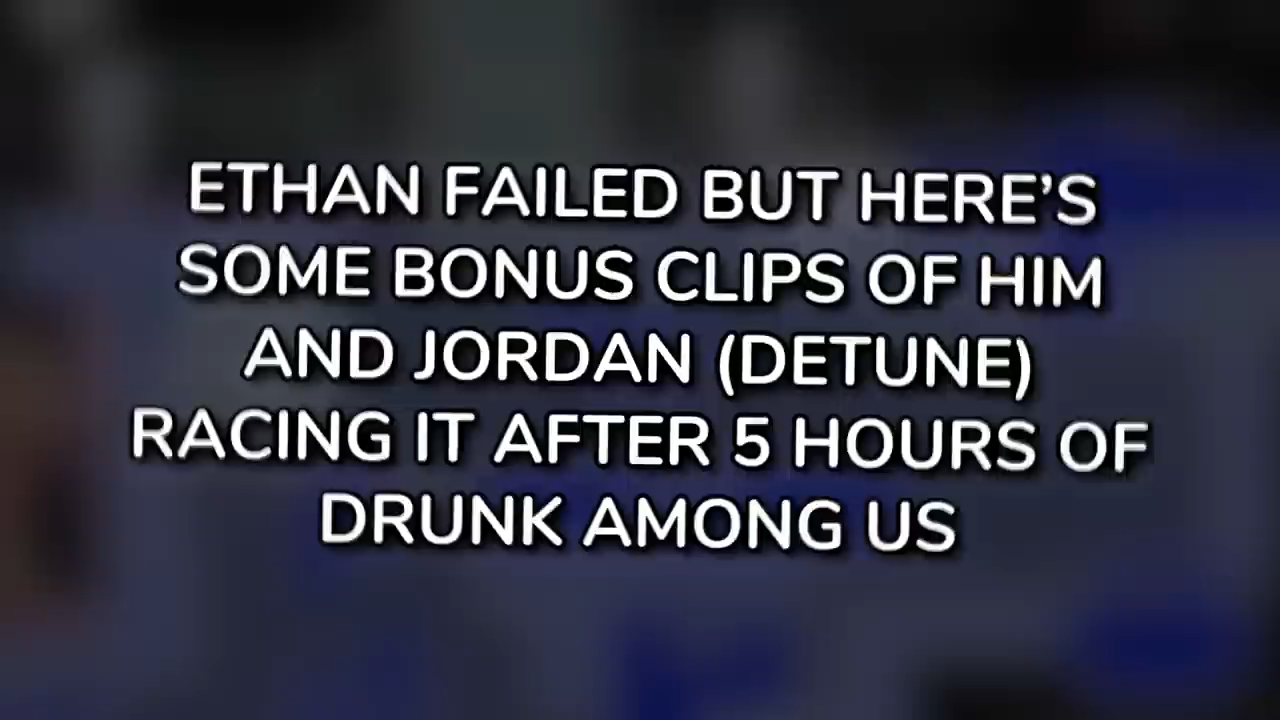 ETHAN FAILED BUT HERE’S
SOME BONUS CLIPS OF HIM
AND JORDAN (DETUNE)
RACING IT AFTER 5 HOURS OF
DRUNK AMONG US